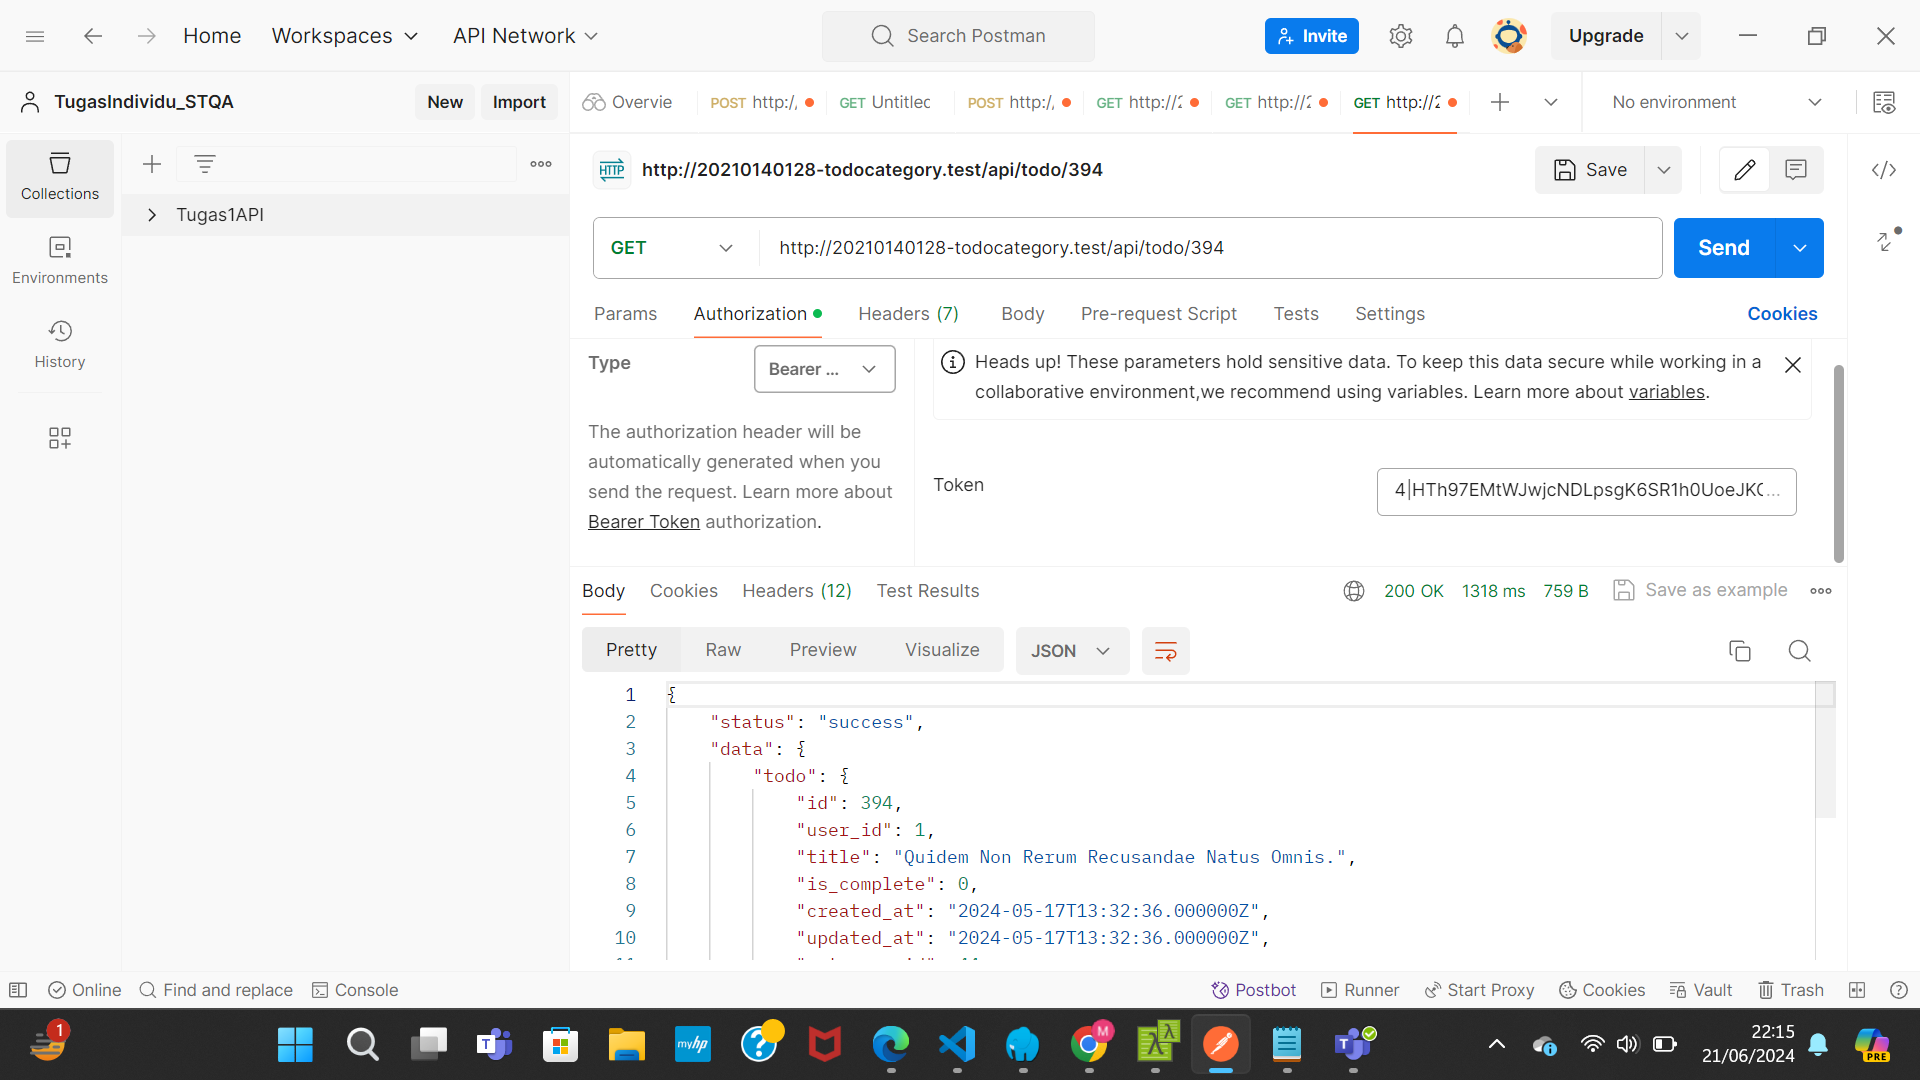 Home
Workspaces
API Network
Search Postman
Invite
Upgrade
TugasIndividu_STQA
New
Import
Overvie
POST http:/,
GET Untitlec
POST http:/,
GET http://2
GET http://2
GET http://2
No environment
Collections
Environments
History
Tugas1API
HTTP
http://20210140128-todocategory.test/api/todo/394
Save
GET
http://20210140128-todocategory.test/api/todo/394
Send
Params
Authorization
Headers (7)
Body
Pre-request Script
Tests
Settings
Cookies
Type
Bearer ...
The authorization header will be
automatically generated when you
send the request. Learn more about
Bearer Token authorization.
Heads up! These parameters hold sensitive data. To keep this data secure while working in a
collaborative environment,we recommend using variables. Learn more about variables.
Token
4|HTh97EMtWJwjcNDLpsgK6SR1h0UoeJK...
Body
Cookies
Headers (12)
Test Results
200 OK
1318 ms
759 B
Save as example
Pretty
Raw
Preview
Visualize
JSON
1 {
2 "status": "success",
3 "data": {
4 "todo": {
5 "id": 394,
6 "user_id": 1,
7 "title": "Quidem Non Rerum Recusandae Natus Omnis.",
8 "is_complete": 0,
9 "created_at": "2024-05-17T13:32:36.000000Z",
10 "updated_at": "2024-05-17T13:32:36.000000Z",
Online
Find and replace
Console
Postbot
Runner
Start Proxy
Cookies
Vault
Trash
1
myhp
M
22:15
21/06/2024
PRE